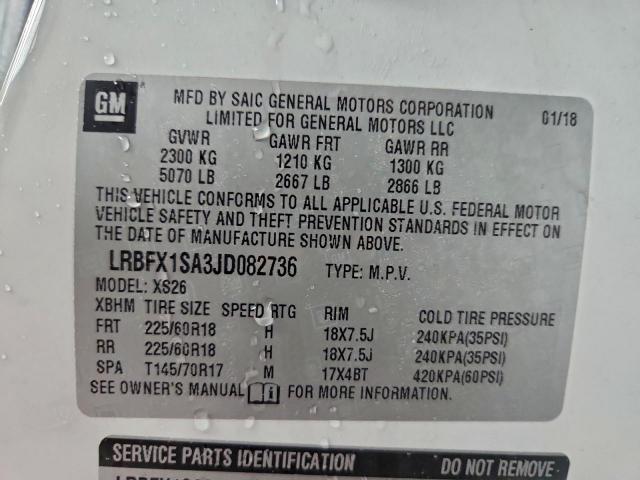 GM
MFD BY SAIC GENERAL MOTORS CORPORATION 01/18
LIMITED FOR GENERAL MOTORS LLC
GVWR GAWR FRT GAWR RR
2300 KG 1210 KG 1300 KG
5070 LB 2667 LB 2866 LB
THIS VEHICLE CONFORMS TO ALL APPLICABLE U.S. FEDERAL MOTOR
VEHICLE SAFETY AND THEFT PREVENTION STANDARDS IN EFFECT ON
THE DATE OF MANUFACTURE SHOWN ABOVE.
LRBFX1SA3JD082736 TYPE: M.P.V.
MODEL: XS26
XBHM TIRE SIZE SPEED RTG RIM COLD TIRE PRESSURE
FRT 225/60R18 H 18X7.5J 240KPA(35PSI)
RR 225/60R18 H 18X7.5J 240KPA(35PSI)
SPA T145/70R17 M 17X4BT 420KPA(60PSI)
SEE OWNER'S MANUAL FOR MORE INFORMATION.
SERVICE PARTS IDENTIFICATION DO NOT REMOVE